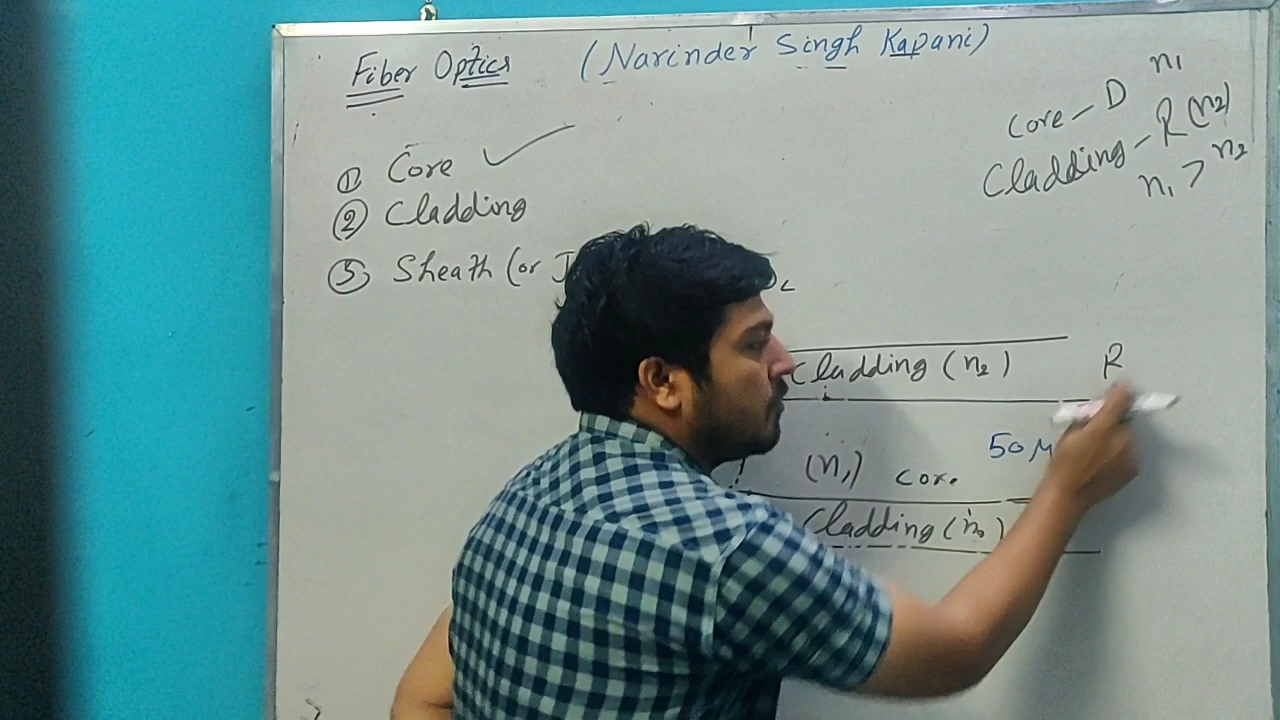 Fiber Optics (Narinder Singh Kapani)
① Core ✓
② Cladding
③ Sheath (or J
Core - D n1
Cladding - R (n2)
n1 > n2
Cladding (n2) R
50 μ
(n1) Core
Cladding (n2)